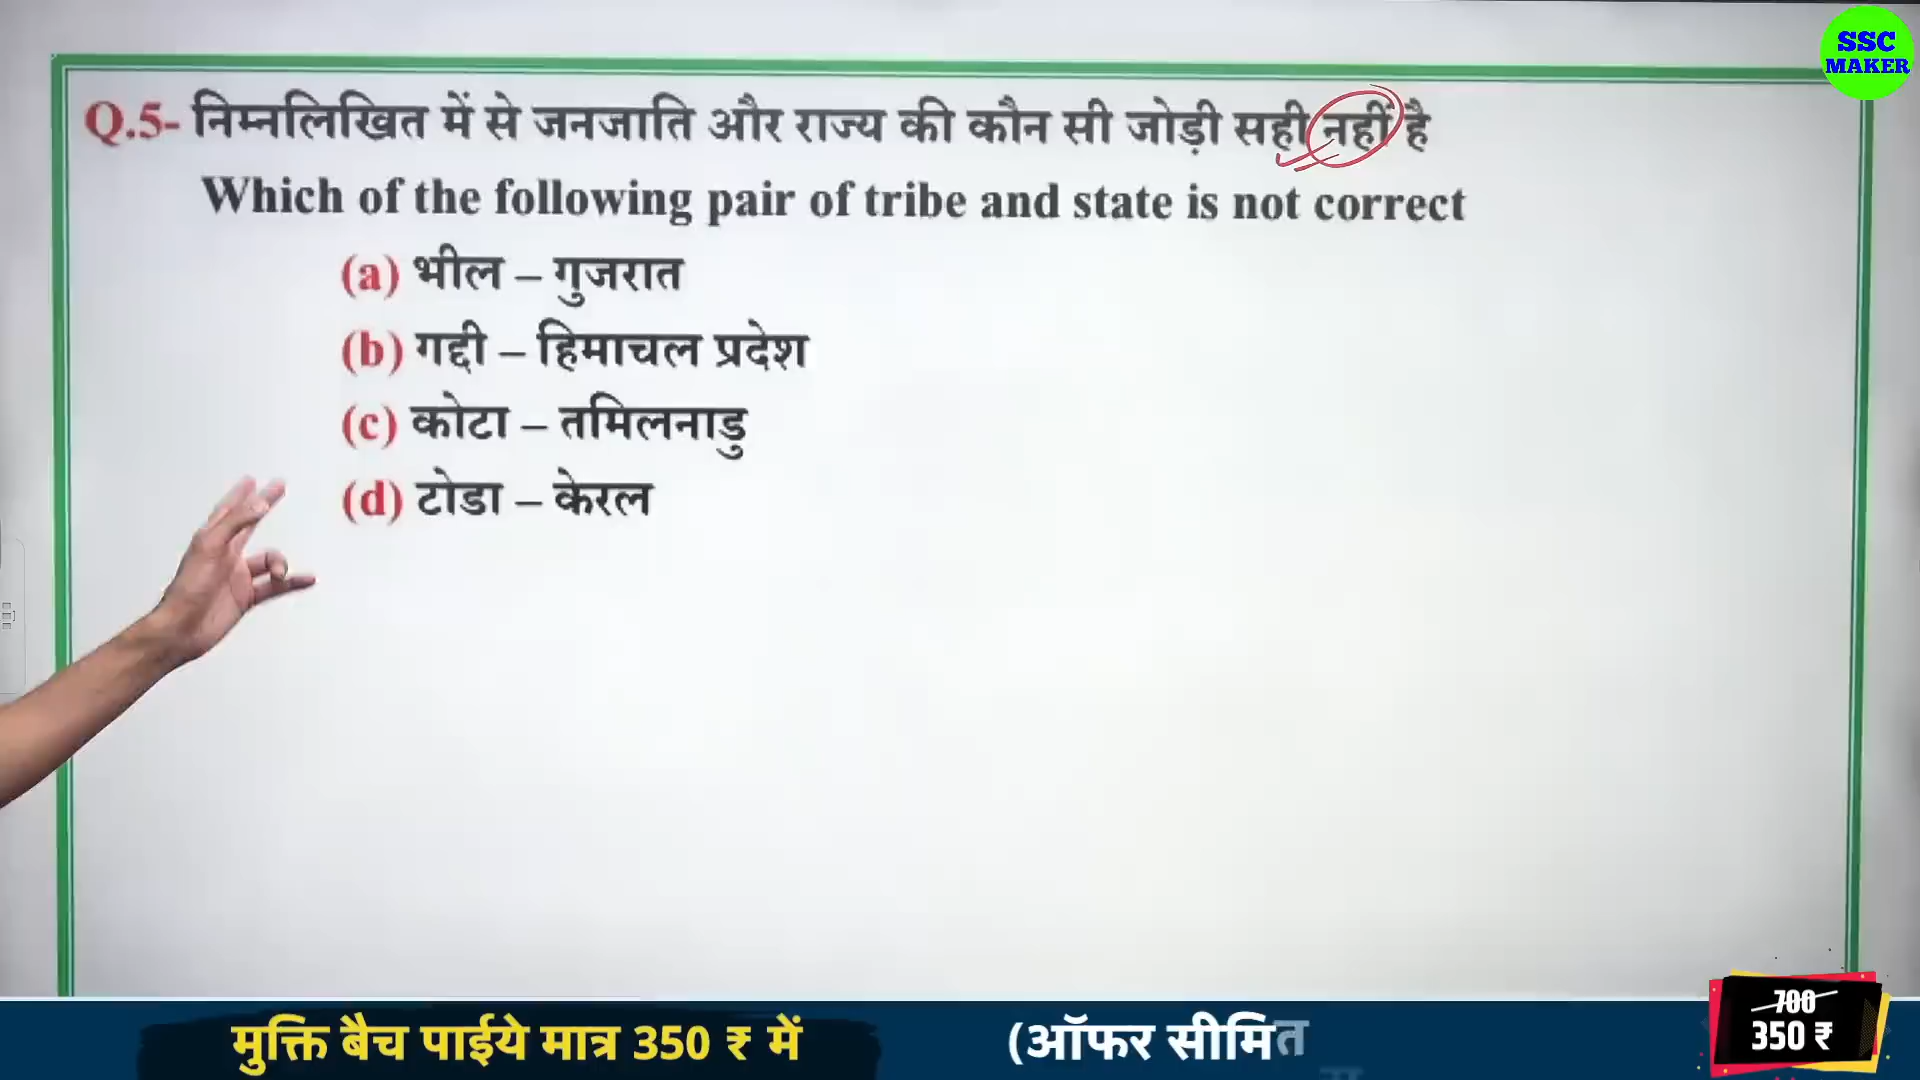 SSC
MAKER
Q.5- निम्नलिखित में से जनजाति और राज्य की कौन सी जोड़ी सही नहीं है
Which of the following pair of tribe and state is not correct
(a) भील – गुजरात
(b) गद्दी – हिमाचल प्रदेश
(c) कोटा – तमिलनाडु
(d) टोडा – केरल
मुक्ति बैच पाईये मात्र 350 ₹ में
(ऑफर सीमित
700
350 ₹